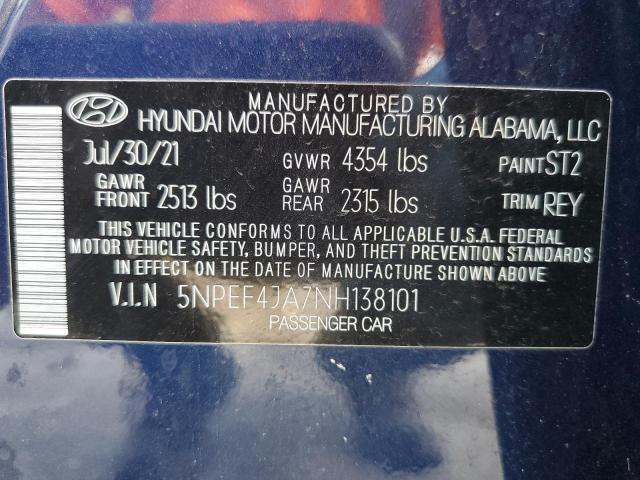 MANUFACTURED BY
HYUNDAI MOTOR MANUFACTURING ALABAMA, LLC
Jul/30/21 GVWR 4354 lbs PAINT ST2
GAWR FRONT 2513 lbs GAWR REAR 2315 lbs TRIM REY
THIS VEHICLE CONFORMS TO ALL APPLICABLE U.S.A. FEDERAL
MOTOR VEHICLE SAFETY, BUMPER, AND THEFT PREVENTION STANDARDS
IN EFFECT ON THE DATE OF MANUFACTURE SHOWN ABOVE
V.I.N 5NPEF4JA7NH138101
PASSENGER CAR